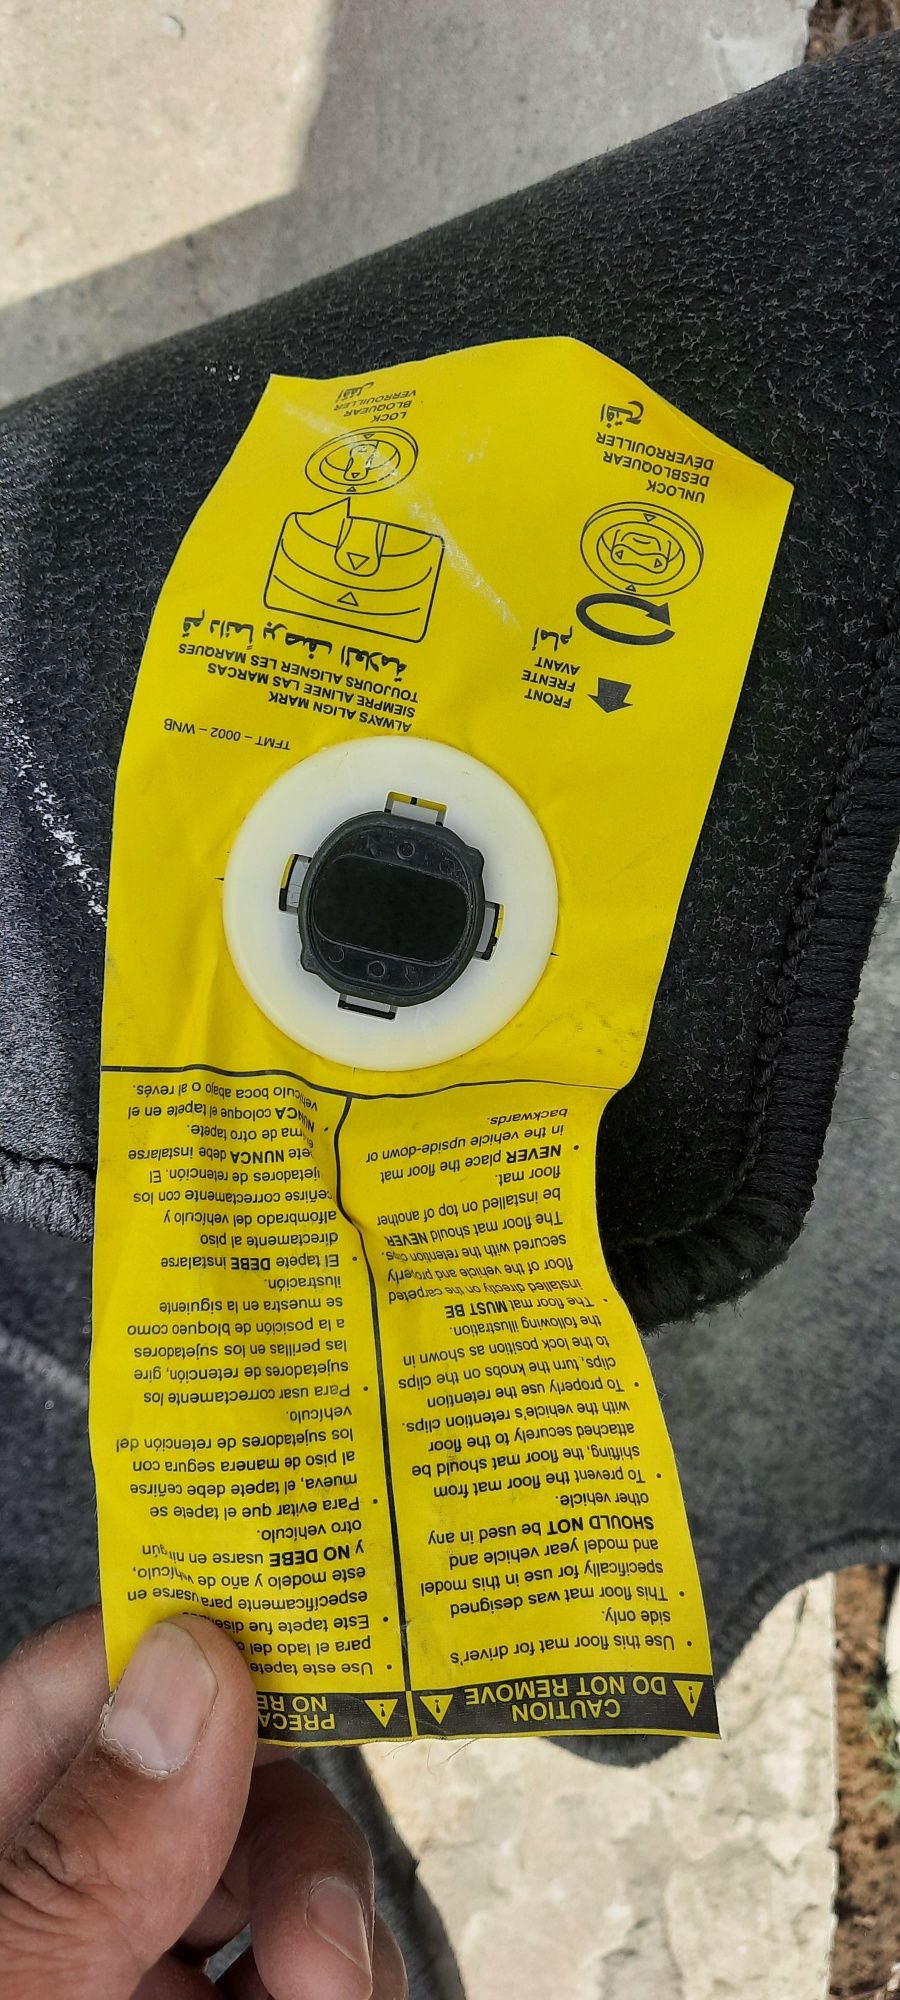 CAUTION
DO NOT REMOVE
• Use this floor mat for driver's
side only.
• This floor mat was designed
specifically for use in this model
and model year vehicle and
SHOULD NOT be used in any
other vehicle.
• To prevent the floor mat from
shifting, the floor mat should be
attached securely to the floor
with the vehicle's retention clips.
• To properly use the retention
clips, turn the knobs on the clips
to the lock position as shown in
the following illustration.
• The floor mat MUST BE
installed directly on the carpeted
floor of the vehicle and properly
secured with the retention clips.
The floor mat should NEVER
be installed on top of another
floor mat.
• NEVER place the floor mat
in the vehicle upside-down or
backwards.
PRECA
NO RE
• Use este tapete
para el lado del
• Este tapete fue
específicamente para usarse en
este modelo y año de vehículo,
y NO DEBE usarse en ningún
otro vehículo.
• Para evitar que el tapete se
mueva, el tapete debe ceñirse
al piso de manera segura con
los sujetadores de retención del
vehículo.
• Para usar correctamente los
sujetadores de retención, gire
las perillas en los sujetadores
a la posición de bloqueo como
se muestra en la siguiente
ilustración.
• El tapete DEBE instalarse
directamente al piso
alfombrado del vehículo y
ceñirse correctamente con los
sujetadores de retención. El
NUNCA debe instalarse
de otro tapete.
• NUNCA coloque el tapete en el
vehículo boca abajo o al revés.
TFMT – 0002 – WNB
ALWAYS ALIGN MARK
SIEMPRE ALINEE LAS MARCAS
TOUJOURS ALIGNER LES MARQUES
قم دائماً برصف العلامة
LOCK
BLOQUEAR
VERROUILLER
أقفل
FRONT
FRENTE
AVANT
أمام
UNLOCK
DESBLOQUEAR
DÉVERROUILLER
افتح